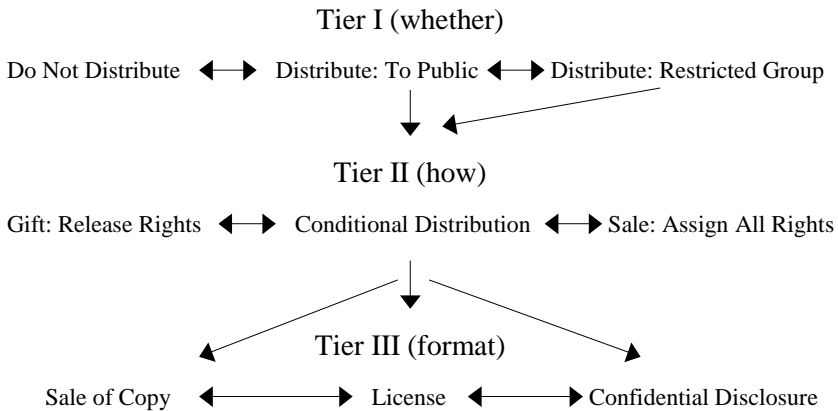 Tier I (whether)
Do Not Distribute Distribute: To Public Distribute: Restricted Group
Tier II (how)
Gift: Release Rights Conditional Distribution Sale: Assign All Rights
Tier III (format)
Sale of Copy License Confidential Disclosure